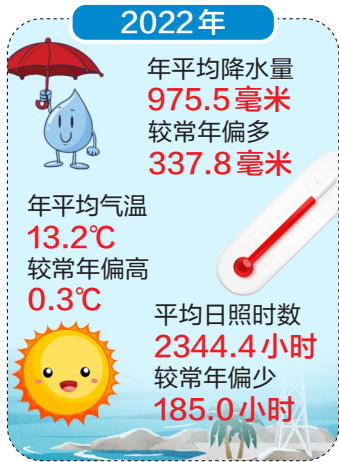 2022年
年平均降水量
975.5毫米
较常年偏多
337.8毫米
年平均气温
13.2℃
较常年偏高
0.3℃
平均日照时数
2344.4小时
较常年偏少
185.0小时